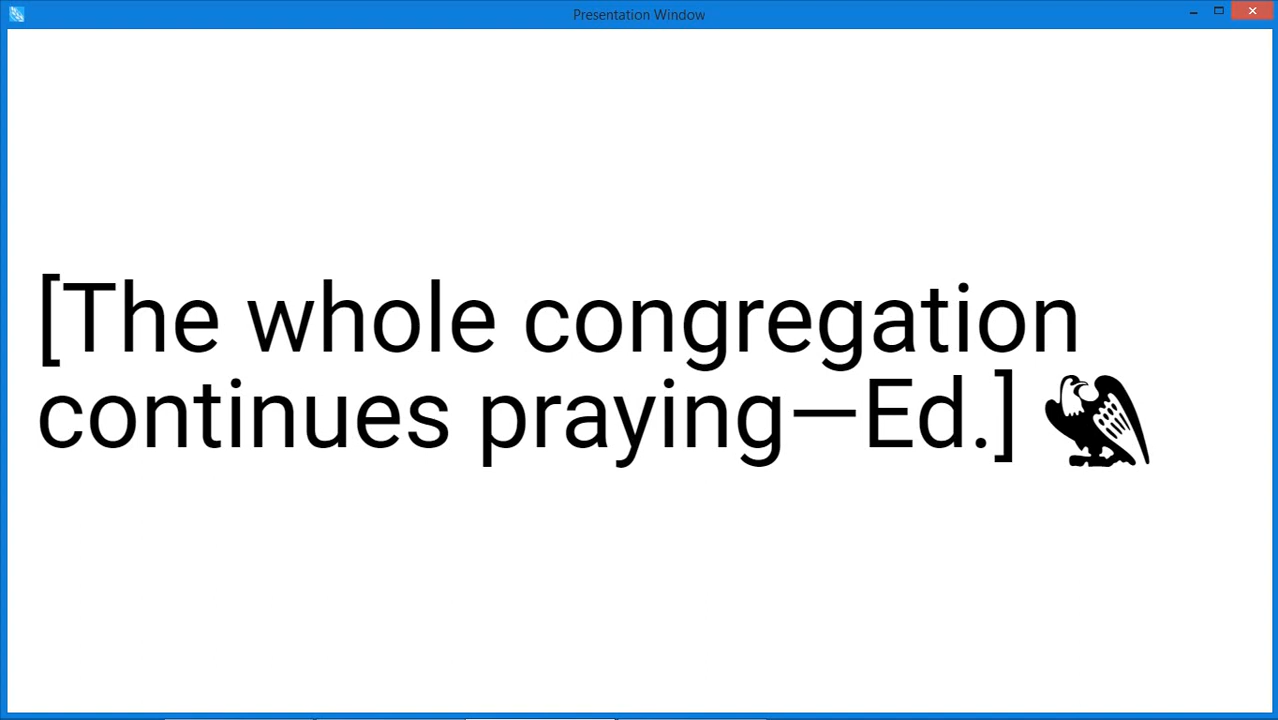 Presentation Window
[The whole congregation
continues praying—Ed.]